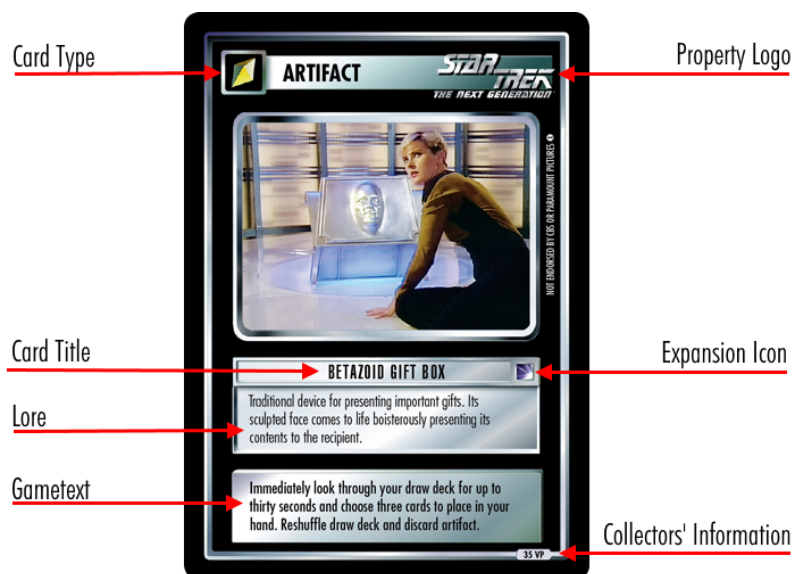 Card Type
Property Logo
ARTIFACT
STAR TREK
THE NEXT GENERATION
NOT ENDORSED BY CBS OR PARAMOUNT PICTURES
Card Title
BETAZOID GIFT BOX
Expansion Icon
Lore
Traditional device for presenting important gifts. Its
sculpted face comes to life boisterously presenting its
contents to the recipient.
Gametext
Immediately look through your draw deck for up to
thirty seconds and choose three cards to place in your
hand. Reshuffle draw deck and discard artifact.
Collectors' Information
35 VP